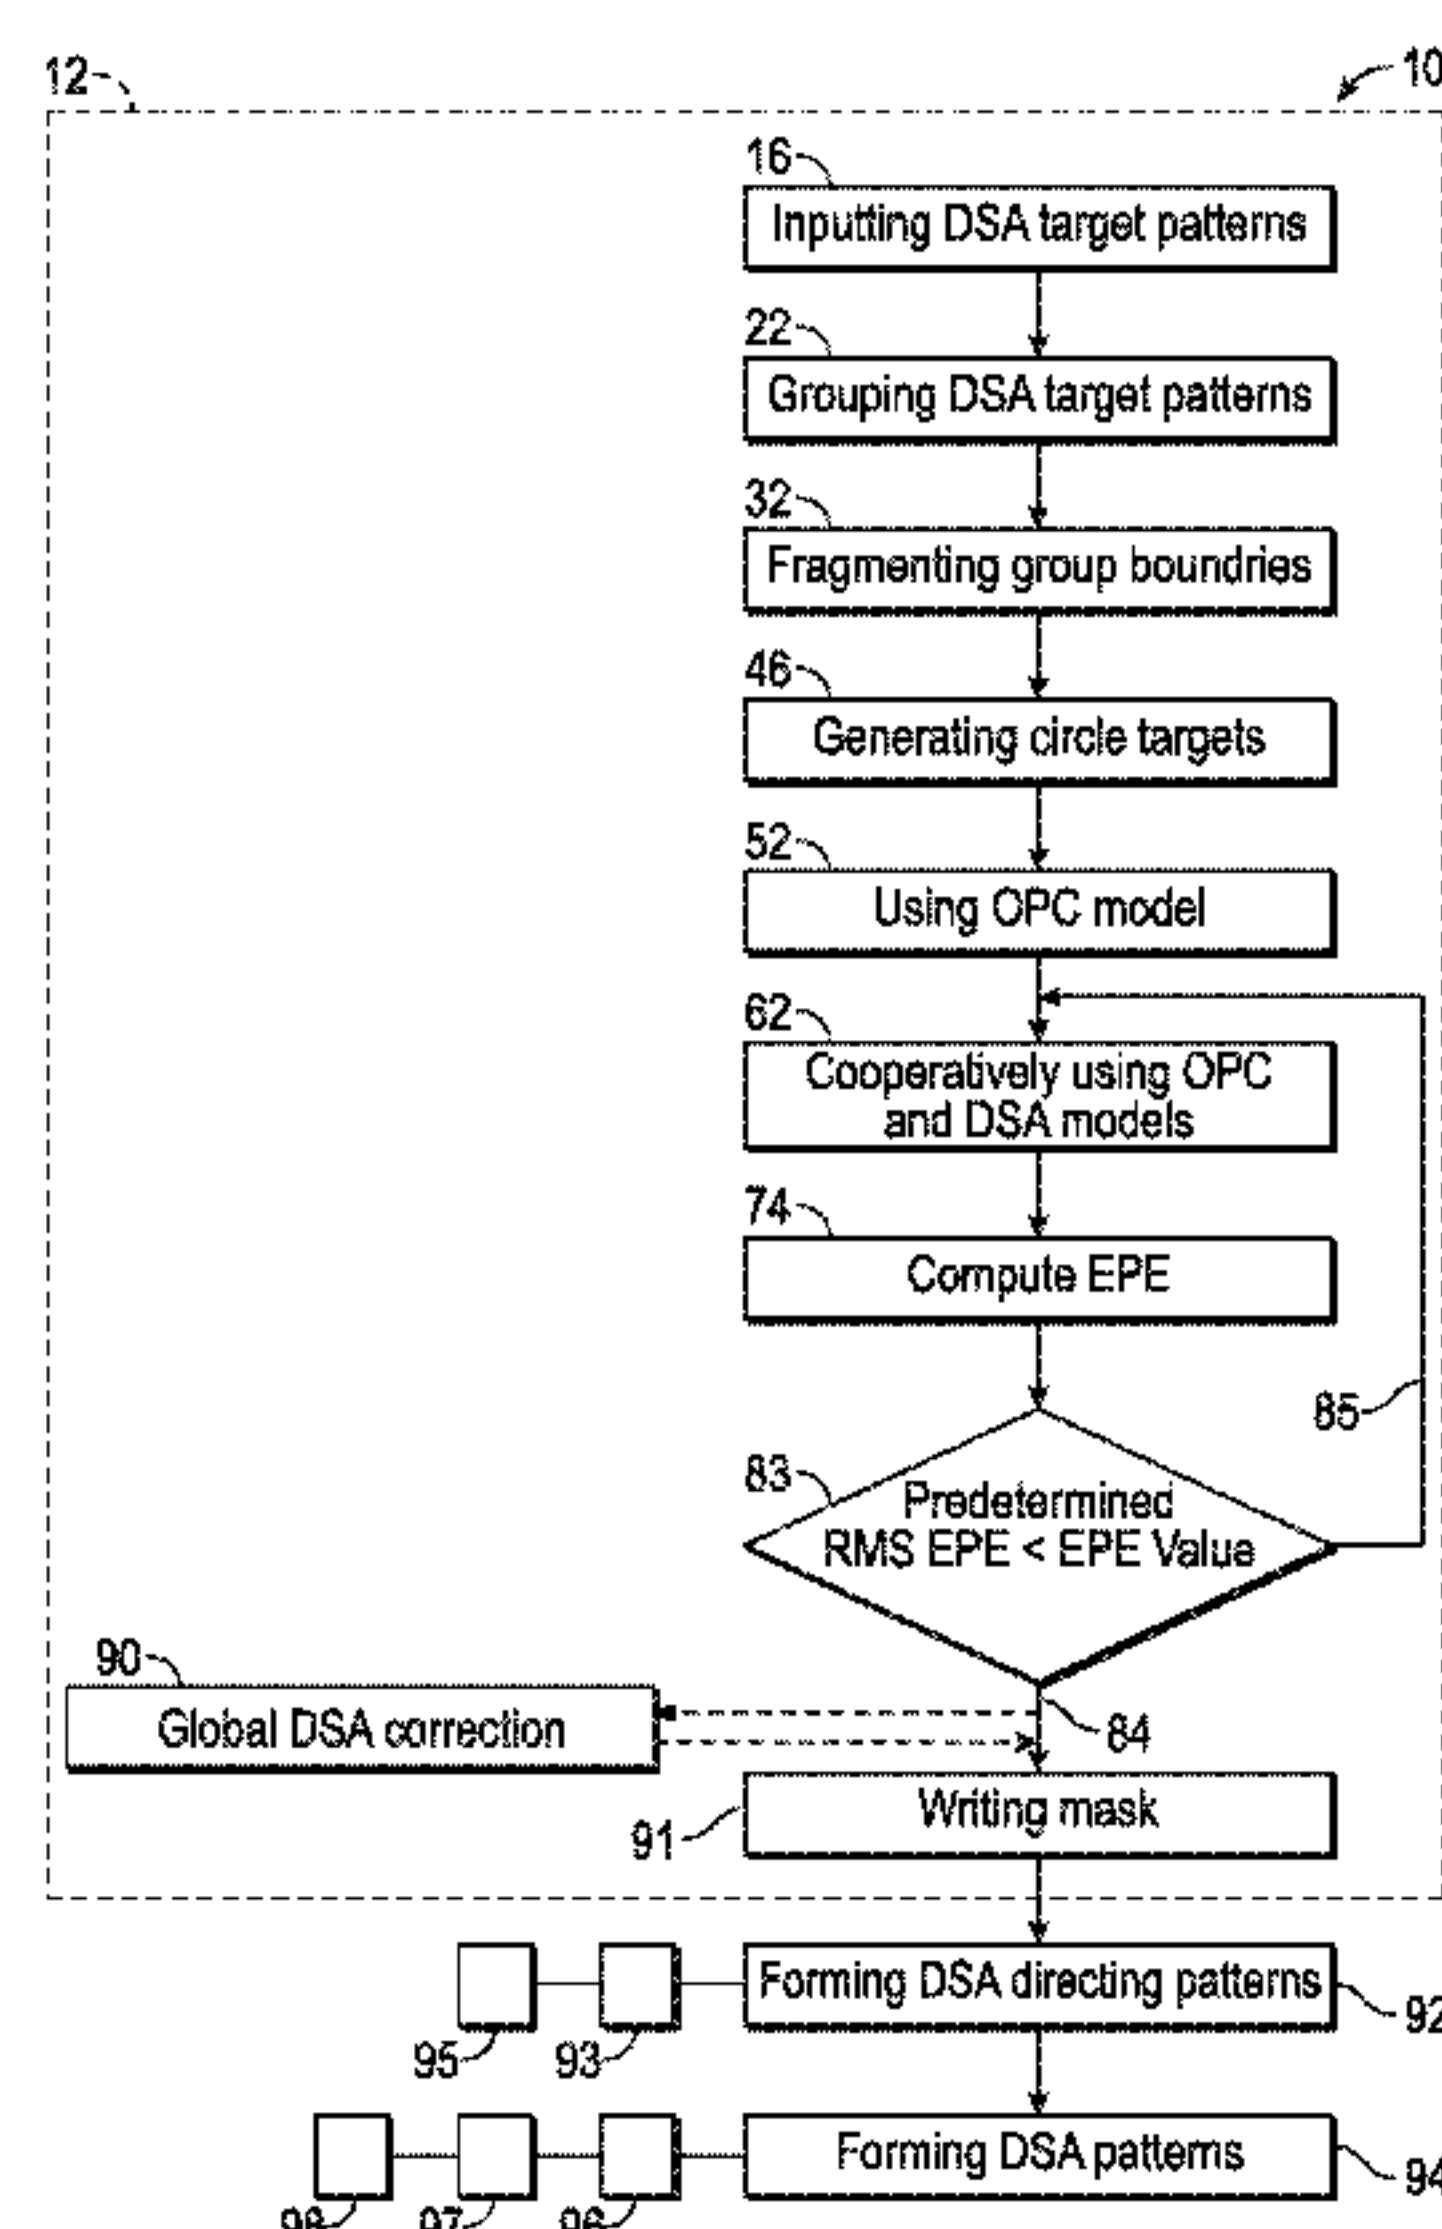 12
10
16
Inputting DSA target patterns
22
Grouping DSA target patterns
32
Fragmenting group boundries
46
Generating circle targets
52
Using OPC model
62
Cooperatively using OPC
and DSA models
74
Compute EPE
85
83
Predetermined
RMS EPE < EPE Value
90
Global DSA correction
84
Writing mask
91
Forming DSA directing patterns
92
95
93
Forming DSA patterns
94
98
97
96